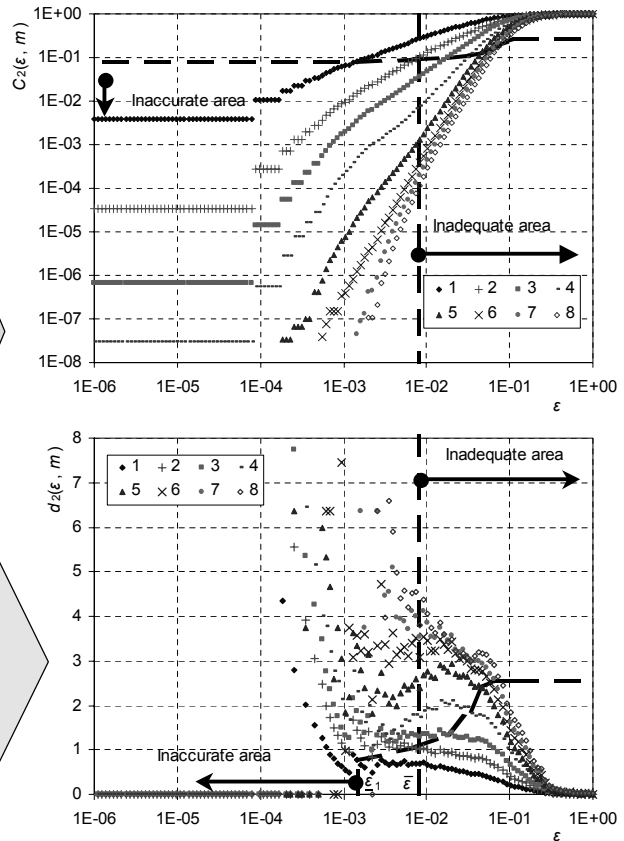 C₂(ε, m)
1E+00
1E-01
1E-02
1E-03
1E-04
1E-05
1E-06
1E-07
1E-08
Inaccurate area
Inadequate area
1 2 3 4
5 6 7 8
1E-06 1E-05 1E-04 1E-03 1E-02 1E-01 1E+00
ε
d₂(ε, m)
8
7
6
5
4
3
2
1
0
1 2 3 4
5 6 7 8
Inadequate area
Inaccurate area
ε̲₁ ε̅
1E-06 1E-05 1E-04 1E-03 1E-02 1E-01 1E+00
ε